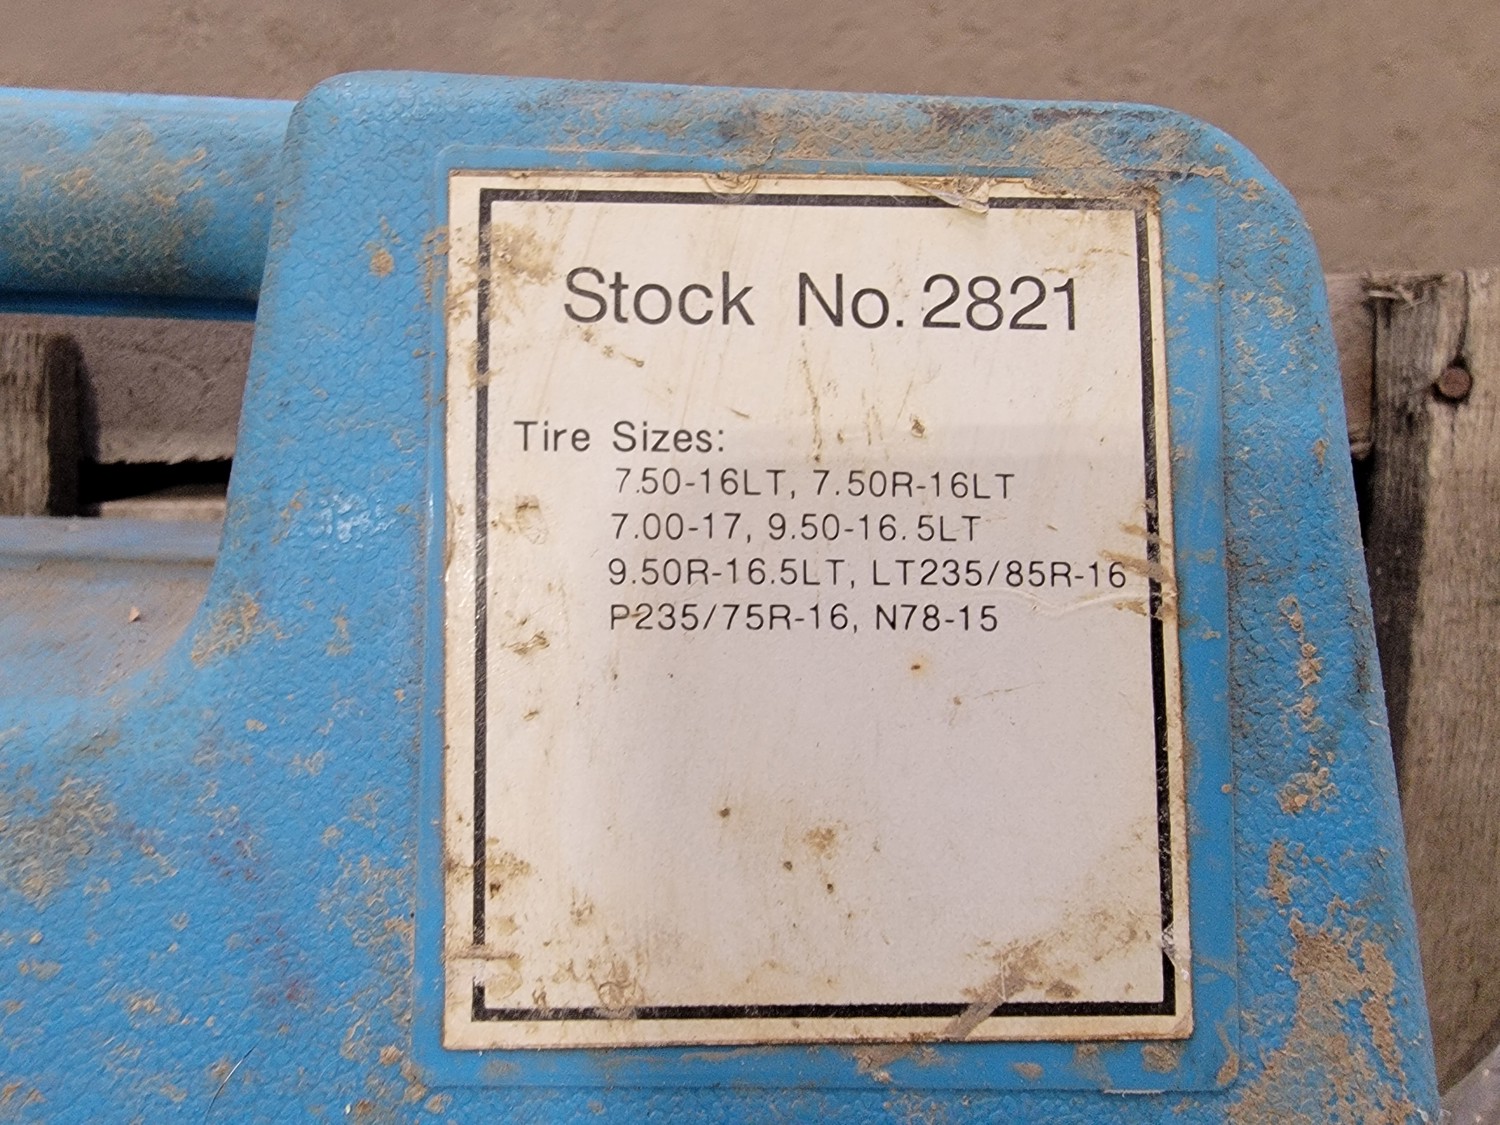 Stock No. 2821
Tire Sizes:
7.50-16LT, 7.50R-16LT
7.00-17, 9.50-16.5LT
9.50R-16.5LT, LT235/85R-16
P235/75R-16, N78-15